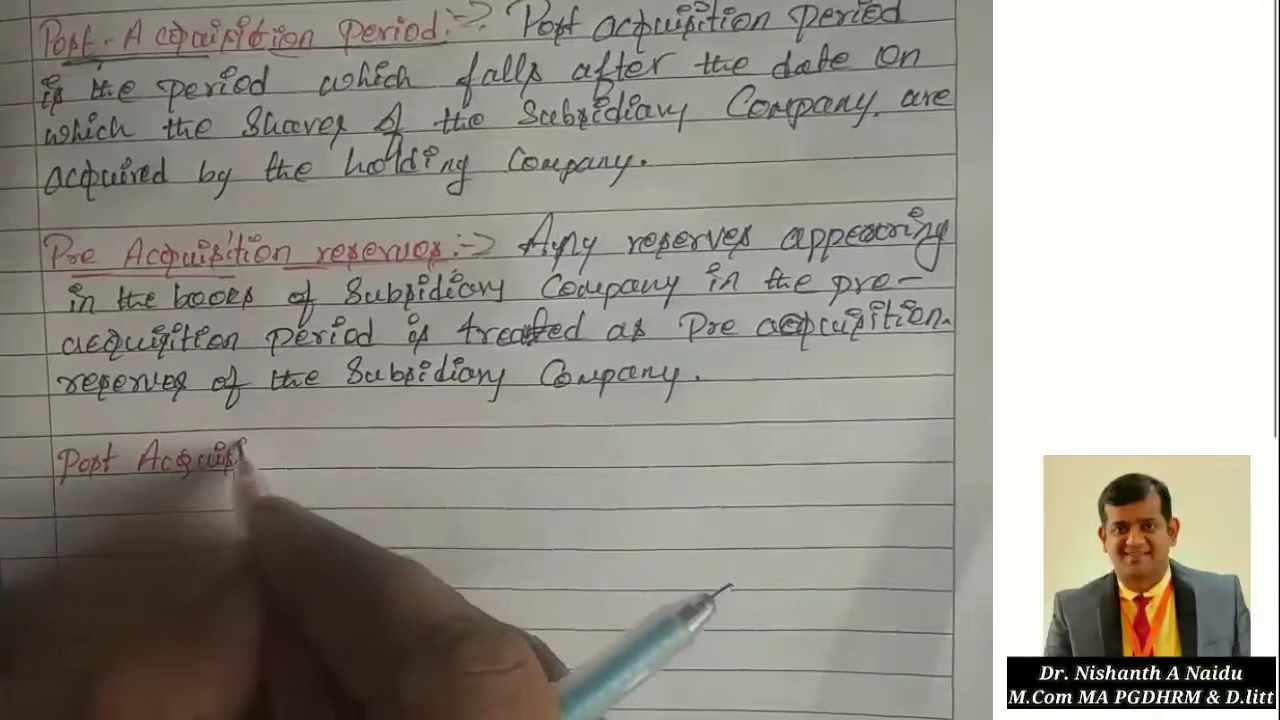 Post-Acquisition period :-> Post acquisition period
is the period which falls after the date on
which the Shares of the Subsidiary Company are
acquired by the holding Company.
Pre Acquisition reserves :-> Any reserves appearing
in the books of Subsidiary Company in the pre-
acquisition period is treated as Pre acquisition
reserves of the Subsidiary Company.
Post Acquisi
Dr. Nishanth A Naidu
M.Com MA PGDHRM & D.litt